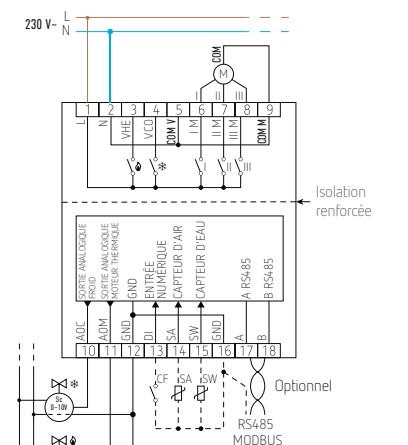 230 V~
L
N
COM
M
I
II
III
1 2 3 4 5 6 7 8 9
L
N
VHE
VCO
COM V
I M
II M
III M
COM M
I
II
III
Isolation
renforcée
SORTIE ANALOGIQUE
FROID
SORTIE ANALOGIQUE
MOTEUR THERMIQUE
GND
ENTRÉE
NUMÉRIQUE
CAPTEUR D'AIR
CAPTEUR D'EAU
A RS485
B RS485
AOC
AOM
GND
DI
SA
SW
GND
A
B
10 11 12 13 14 15 16 17 18
CF
SA
SW
Optionnel
Sc
0-10V
RS485
MODBUS